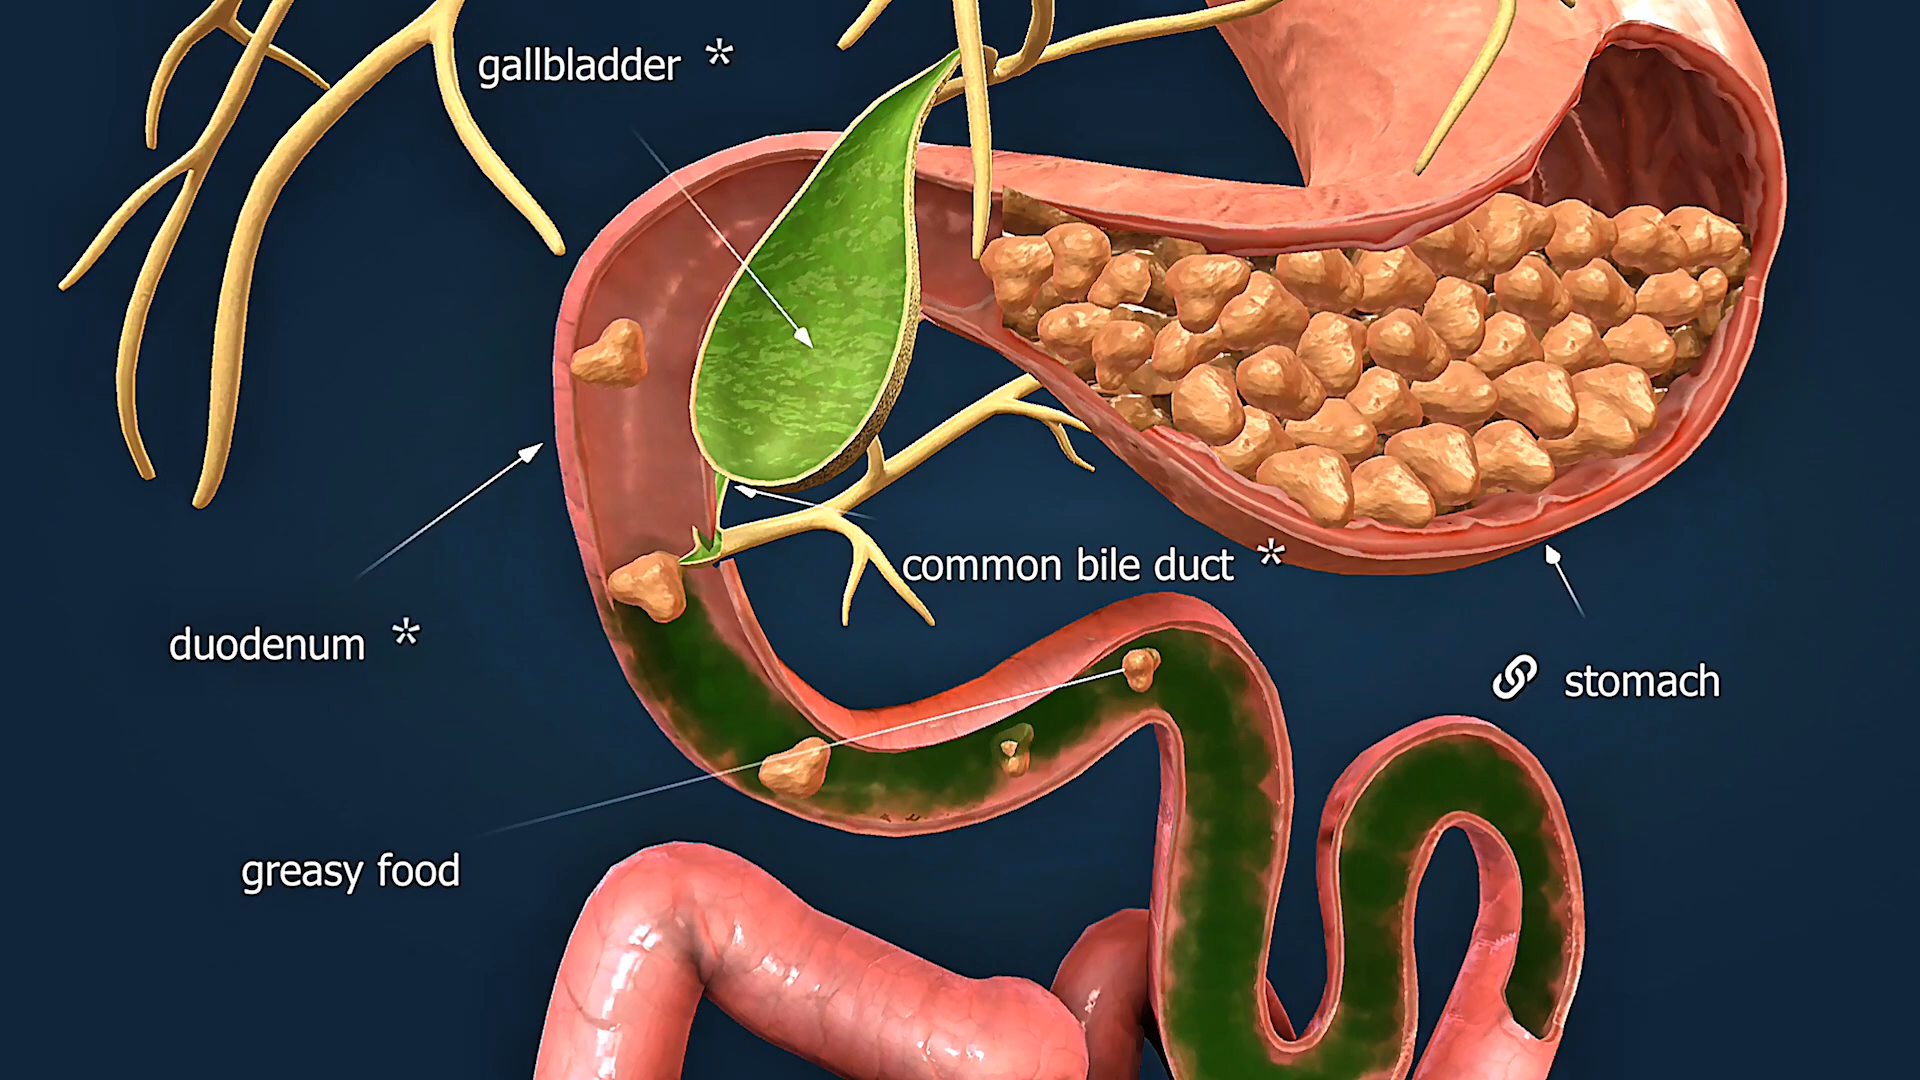 gallbladder *
common bile duct *
duodenum *
stomach
greasy food